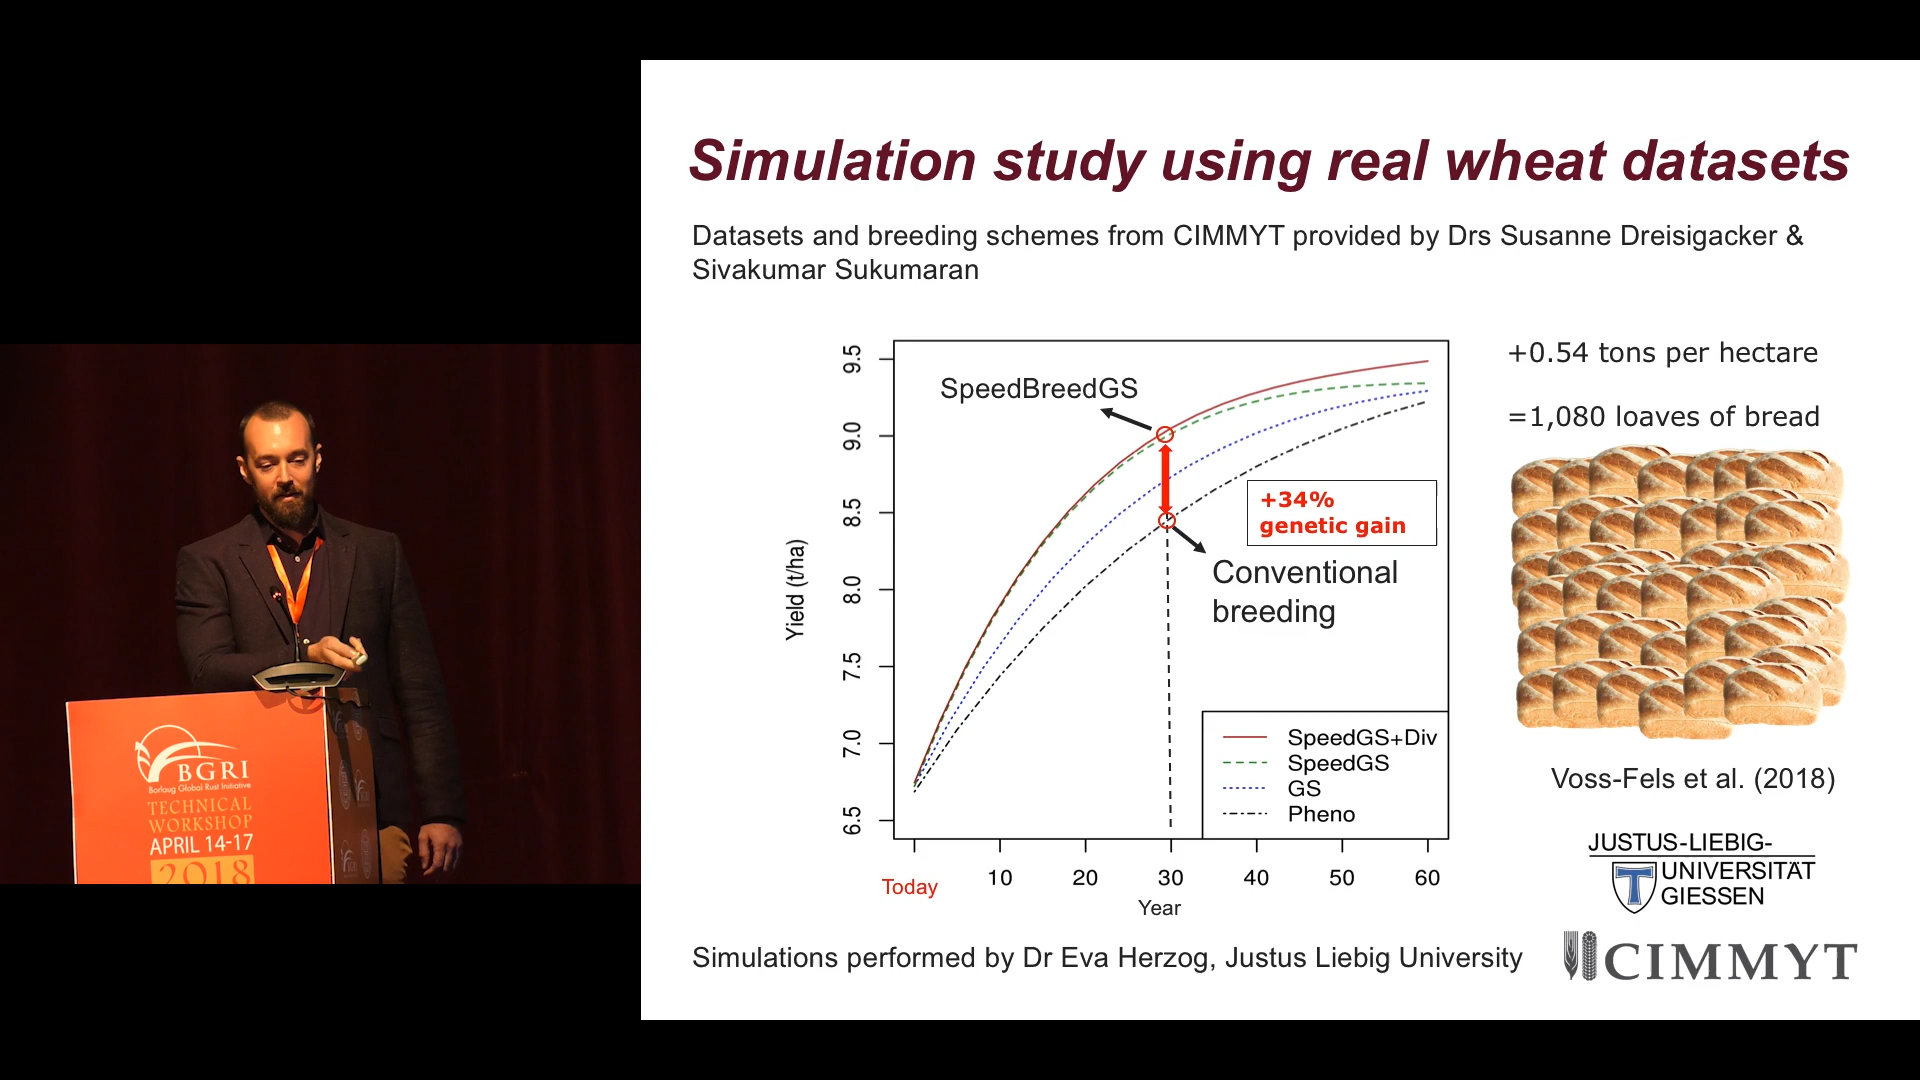 Simulation study using real wheat datasets
Datasets and breeding schemes from CIMMYT provided by Drs Susanne Dreisigacker &
Sivakumar Sukumaran
+0.54 tons per hectare
=1,080 loaves of bread
Yield (t/ha)
9.5
9.0
8.5
8.0
7.5
7.0
6.5
SpeedBreedGS
+34%
genetic gain
Conventional
breeding
SpeedGS+Div
SpeedGS
GS
Pheno
Today
10
20
30
40
50
60
Year
Voss-Fels et al. (2018)
JUSTUS-LIEBIG-
UNIVERSITÄT
GIESSEN
Simulations performed by Dr Eva Herzog, Justus Liebig University
CIMMYT
BGRI
Borlaug Global Rust Initiative
TECHNICAL
WORKSHOP
APRIL 14-17
2018